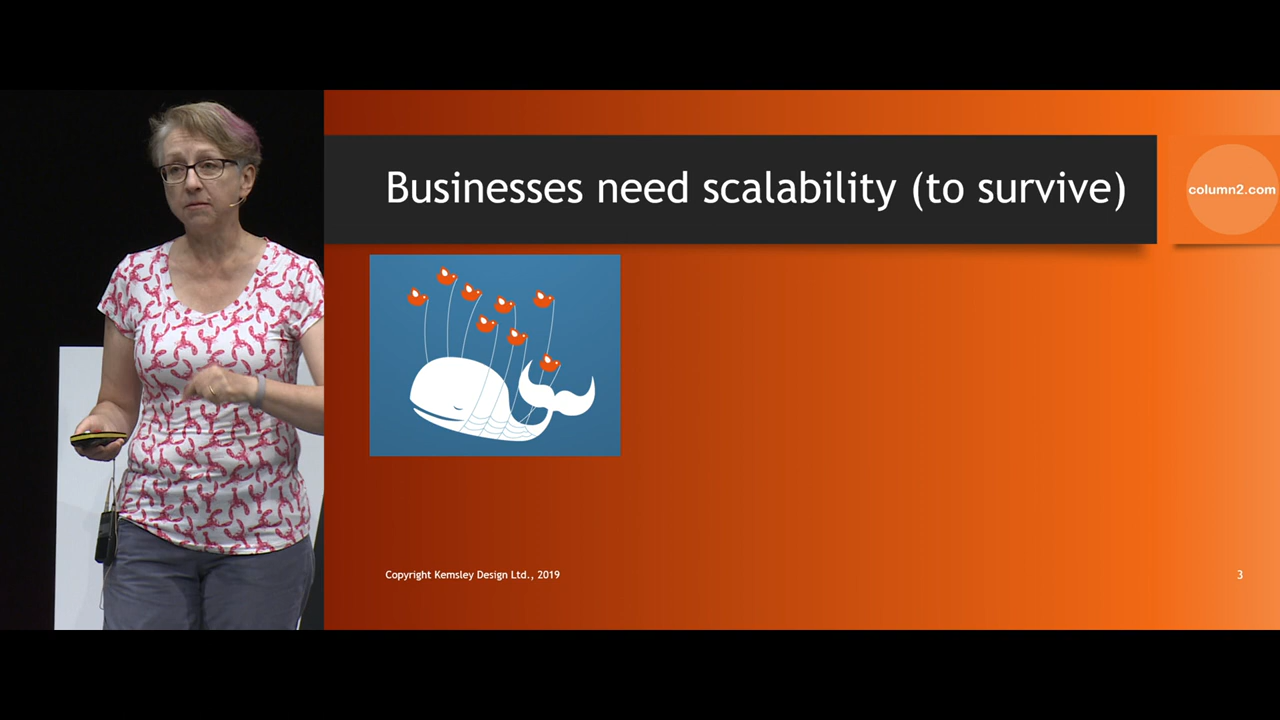 Businesses need scalability (to survive)
column2.com
Copyright Kemsley Design Ltd., 2019
3